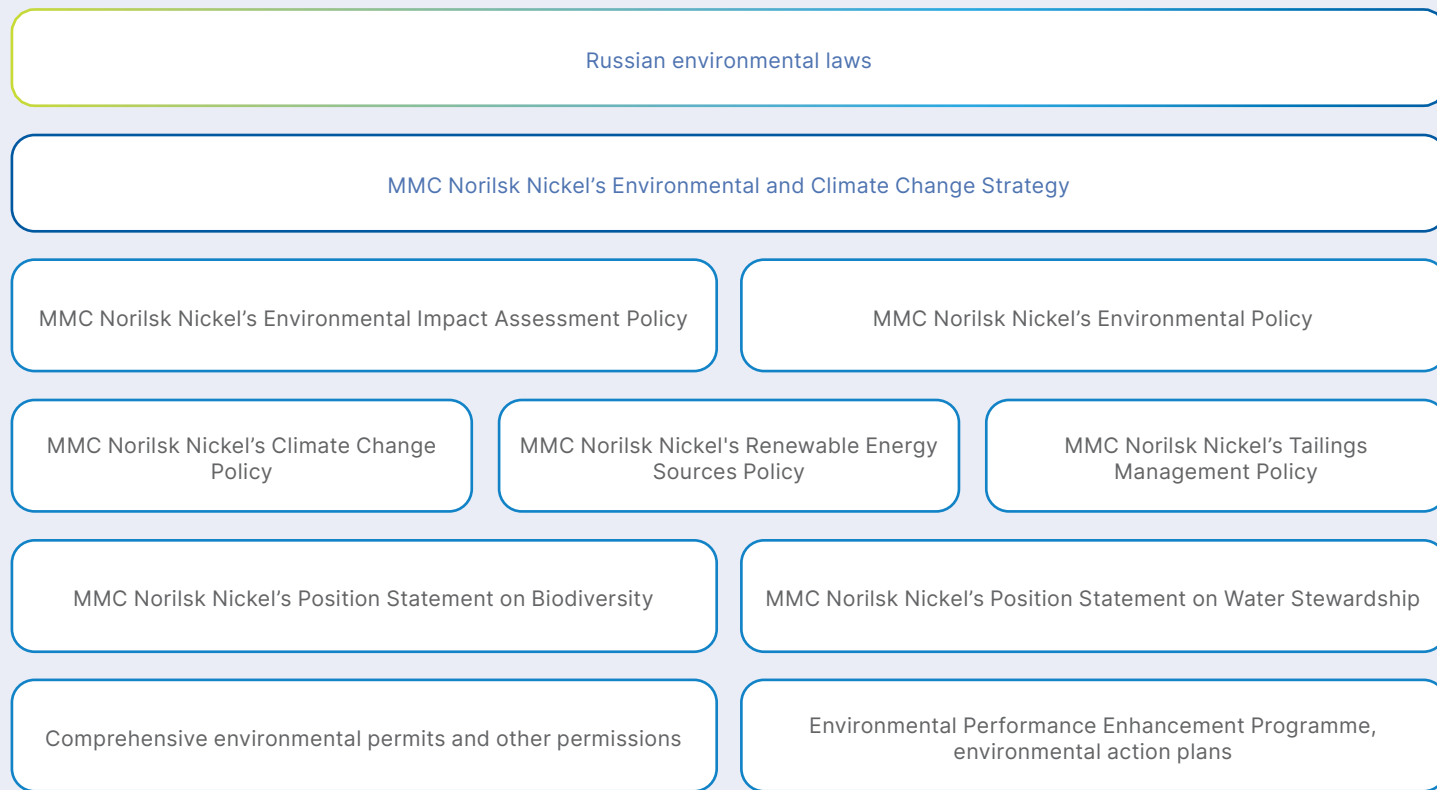 Russian environmental laws
MMC Norilsk Nickel’s Environmental and Climate Change Strategy
MMC Norilsk Nickel’s Environmental Impact Assessment Policy
MMC Norilsk Nickel’s Environmental Policy
MMC Norilsk Nickel’s Climate Change
Policy
MMC Norilsk Nickel's Renewable Energy
Sources Policy
MMC Norilsk Nickel’s Tailings
Management Policy
MMC Norilsk Nickel’s Position Statement on Biodiversity
MMC Norilsk Nickel’s Position Statement on Water Stewardship
Comprehensive environmental permits and other permissions
Environmental Performance Enhancement Programme,
environmental action plans